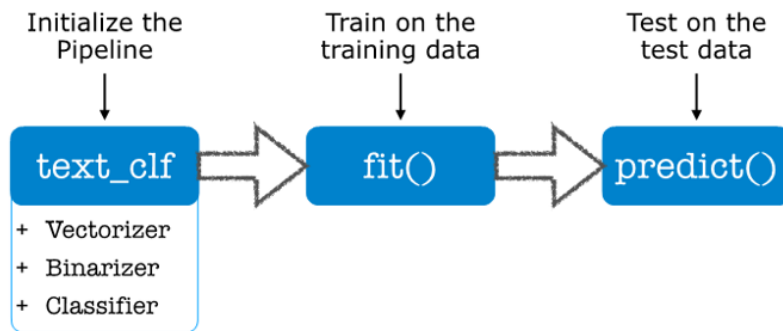 Initialize the
Pipeline
Train on the
training data
Test on the
test data
text_clf
fit()
predict()
+ Vectorizer
+ Binarizer
+ Classifier